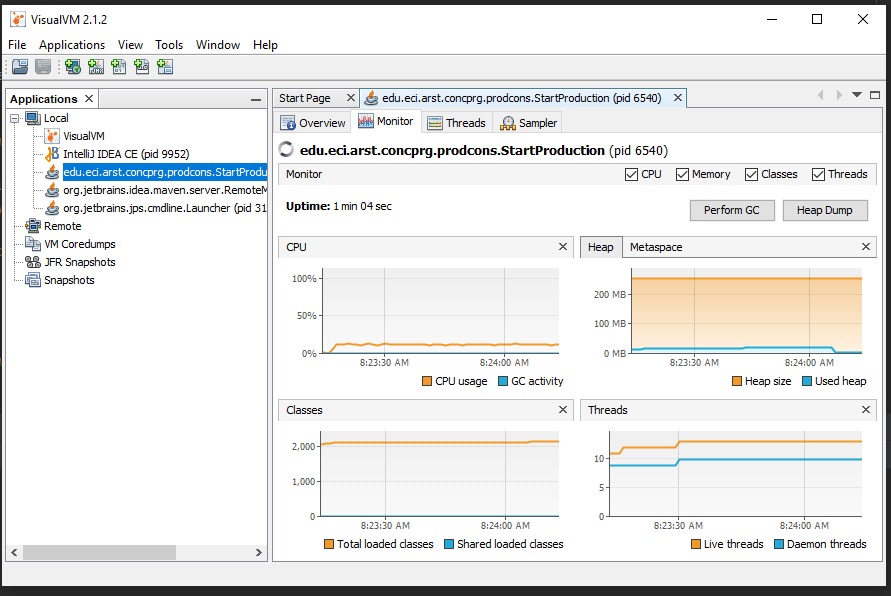 VisualVM 2.1.2
File Applications View Tools Window Help
Applications
Local
VisualVM
IntelliJ IDEA CE (pid 9952)
edu.eci.arst.concprg.prodcons.StartProdu
org.jetbrains.idea.maven.server.RemoteM
org.jetbrains.jps.cmdline.Launcher (pid 31
Remote
VM Coredumps
JFR Snapshots
Snapshots
Start Page edu.eci.arst.concprg.prodcons.StartProduction (pid 6540)
Overview Monitor Threads Sampler
edu.eci.arst.concprg.prodcons.StartProduction (pid 6540)
Monitor CPU Memory Classes Threads
Uptime: 1 min 04 sec
Perform GC Heap Dump
CPU
100%
50%
0%
8:23:30 AM 8:24:00 AM
CPU usage GC activity
Heap Metaspace
200 MB
100 MB
0 MB
8:23:30 AM 8:24:00 AM
Heap size Used heap
Classes
2,000
1,000
0
8:23:30 AM 8:24:00 AM
Total loaded classes Shared loaded classes
Threads
10
5
0
8:23:30 AM 8:24:00 AM
Live threads Daemon threads